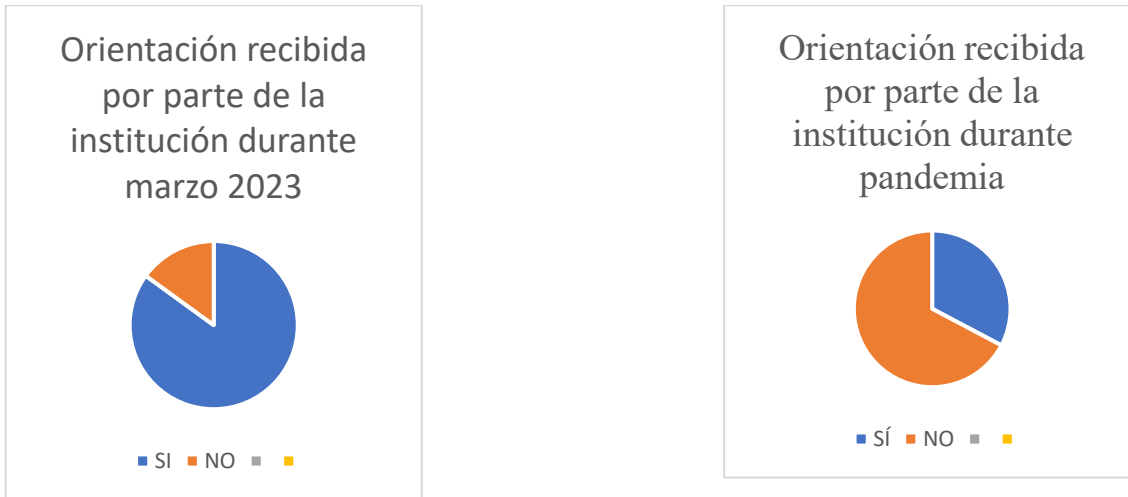 Orientación recibida
por parte de la
institución durante
marzo 2023
SI NO
Orientación recibida
por parte de la
institución durante
pandemia
SÍ NO